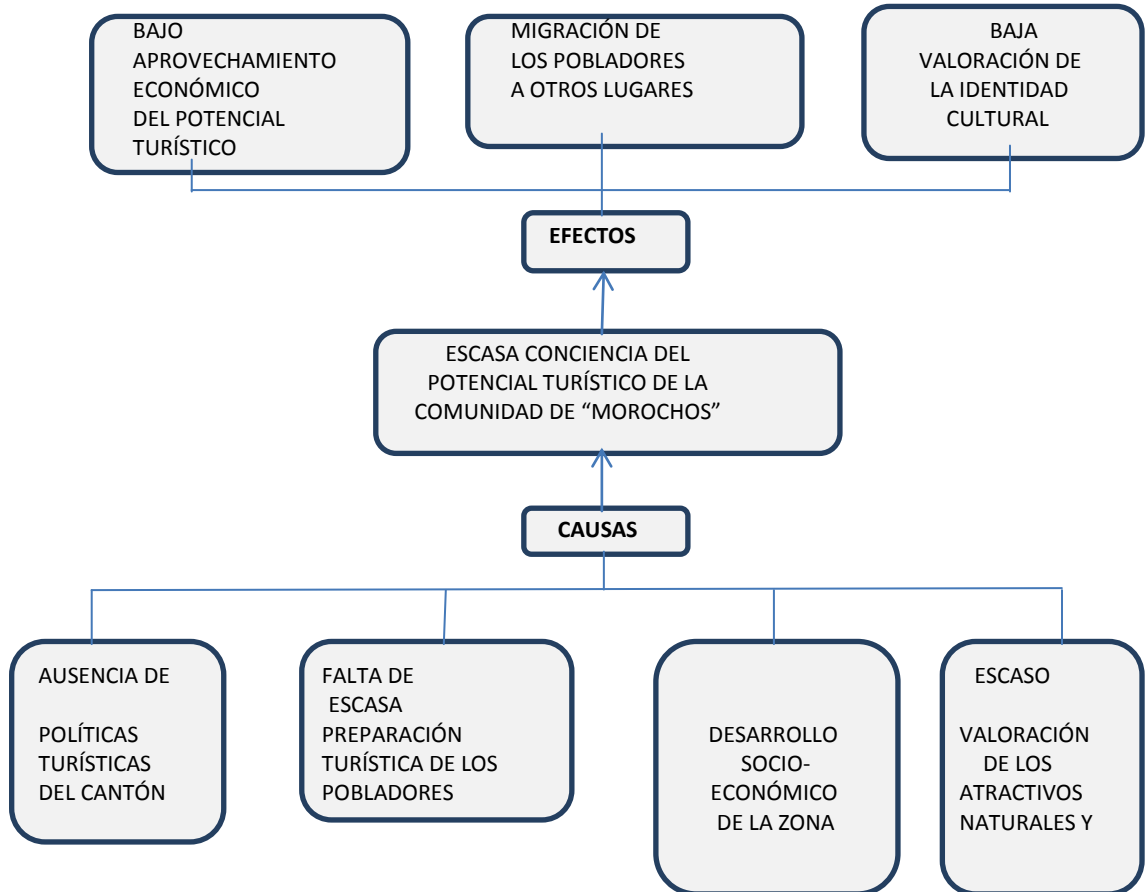 BAJO
APROVECHAMIENTO
ECONÓMICO
DEL POTENCIAL
TURÍSTICO
MIGRACIÓN DE
LOS POBLADORES
A OTROS LUGARES
BAJA
VALORACIÓN DE
LA IDENTIDAD
CULTURAL
EFECTOS
ESCASA CONCIENCIA DEL
POTENCIAL TURÍSTICO DE LA
COMUNIDAD DE “MOROCHOS”
CAUSAS
AUSENCIA DE
POLÍTICAS
TURÍSTICAS
DEL CANTÓN
FALTA DE
ESCASA
PREPARACIÓN
TURÍSTICA DE LOS
POBLADORES
DESARROLLO
SOCIO-
ECONÓMICO
DE LA ZONA
ESCASO
VALORACIÓN
DE LOS
ATRACTIVOS
NATURALES Y